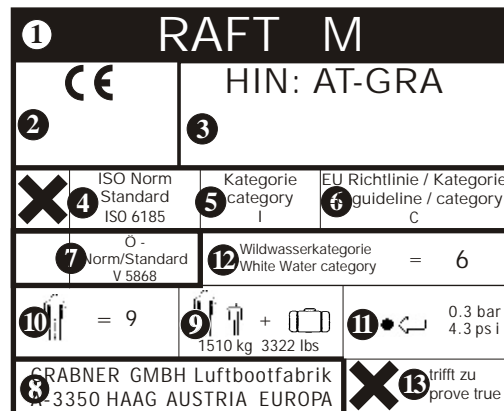 1 RAFT M
2 CE
3 HIN: AT-GRA
4 ISO Norm
Standard
ISO 6185
5 Kategorie
category
I
6 EU Richtlinie / Kategorie
guideline / category
C
7 Ö -
Norm/Standard
V 5868
12 Wildwasserkategorie
White Water category
= 6
10 = 9
9 +
1510 kg 3322 lbs
11 0.3 bar
4.3 psi
8 GRABNER GMBH Luftbootfabrik
A-3350 HAAG AUSTRIA EUROPA
13 trifft zu
prove true